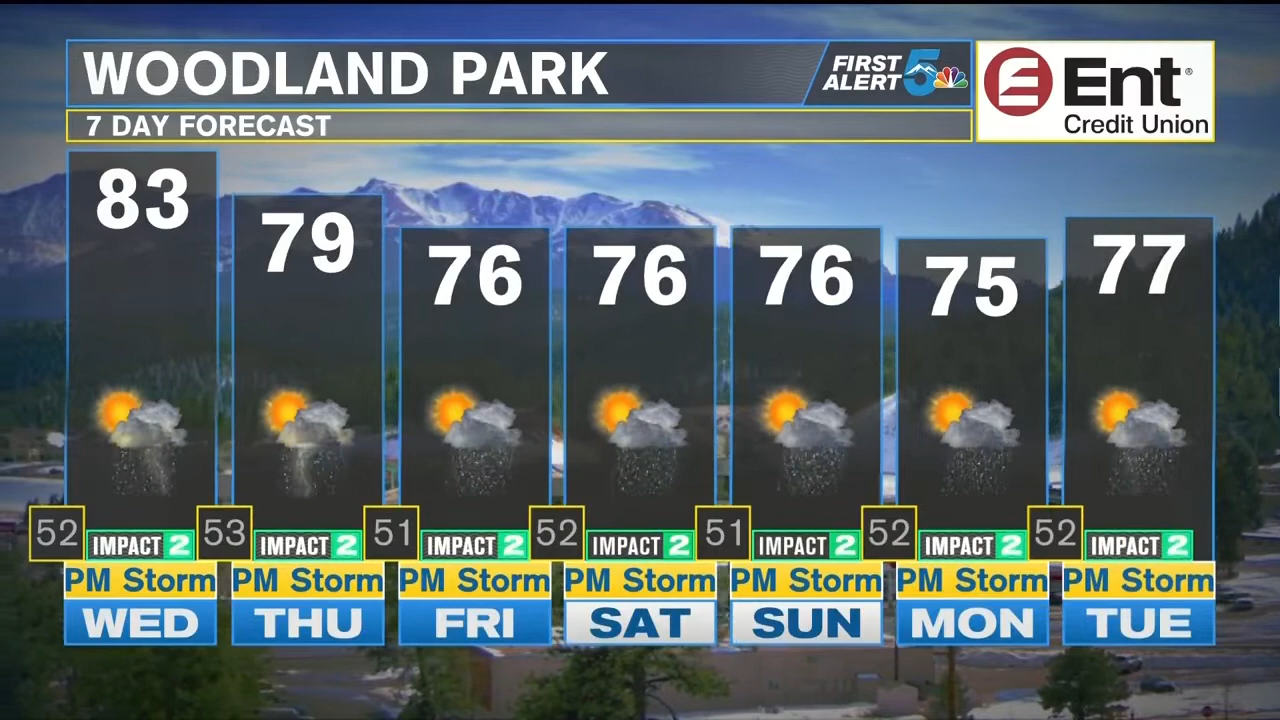 WOODLAND PARK
FIRST
ALERT 5
Ent®
Credit Union
7 DAY FORECAST
83 79 76 76 76 75 77
52 53 51 52 51 52 52
IMPACT 2 IMPACT 2 IMPACT 2 IMPACT 2 IMPACT 2 IMPACT 2 IMPACT 2
PM Storm PM Storm PM Storm PM Storm PM Storm PM Storm PM Storm
WED THU FRI SAT SUN MON TUE